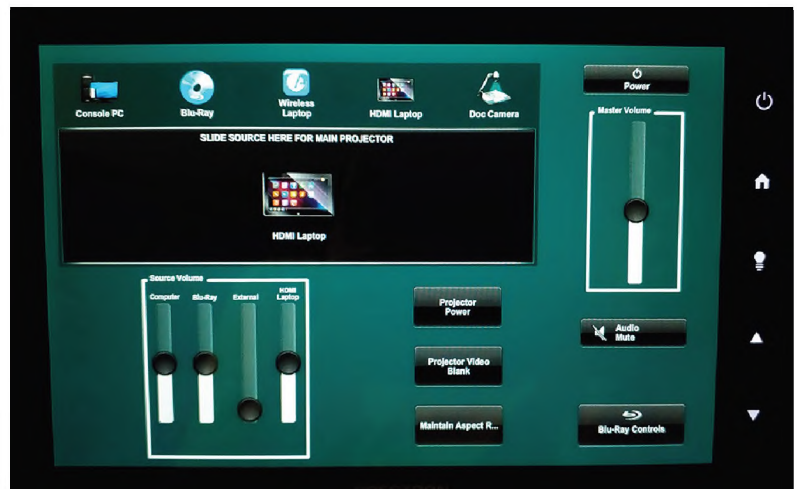 Console PC
Blu-Ray
Wireless
Laptop
HDMI Laptop
Doc Camera
SLIDE SOURCE HERE FOR MAIN PROJECTOR
HDMI Laptop
Power
Master Volume
Source Volume
Computer
Blu-Ray
External
HDMI
Laptop
Projector
Power
Projector Video
Blank
Maintain Aspect R...
Audio
Mute
Blu-Ray Controls